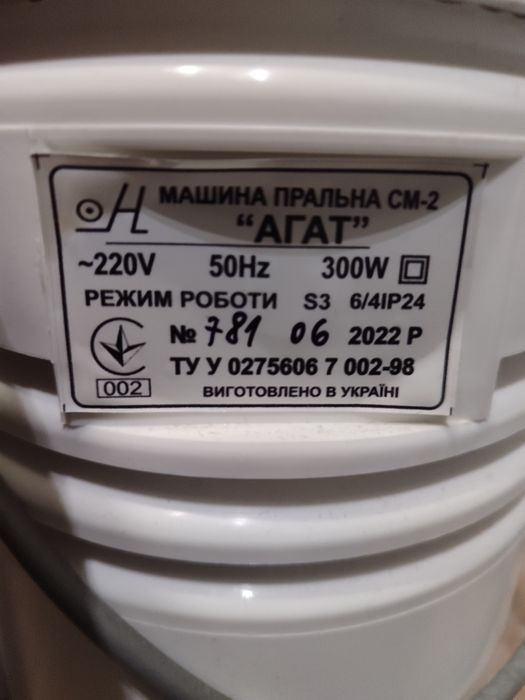 МАШИНА ПРАЛЬНА СМ-2
"АГАТ"
~220V 50Hz 300W
РЕЖИМ РОБОТИ S3 6/4IP24
№ 781 06 2022 Р
ТУ У 0275606 7 002-98
002
ВИГОТОВЛЕНО В УКРАЇНІ